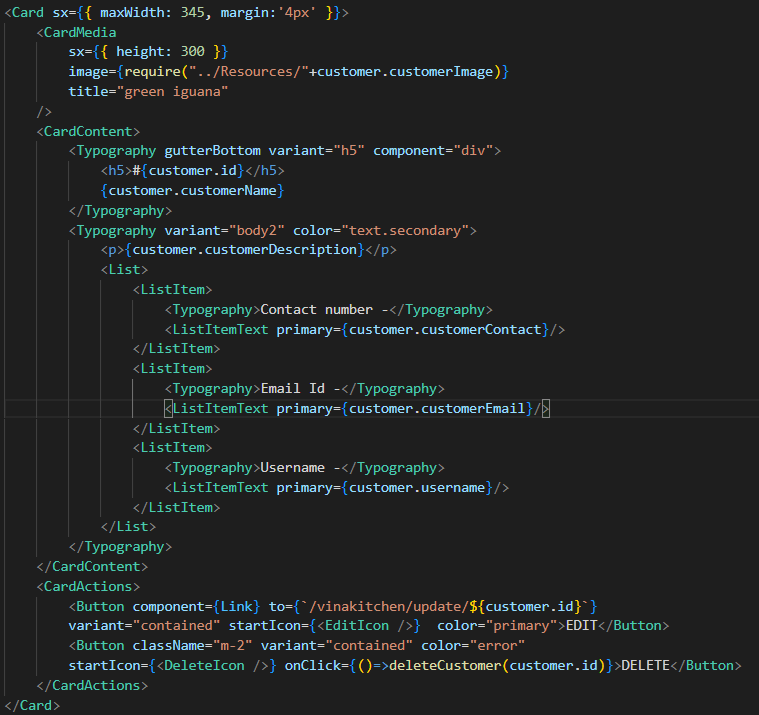 <Card sx={{ maxWidth: 345, margin:'4px' }}>
<CardMedia
sx={{ height: 300 }}
image={require("../Resources/"+customer.customerImage)}
title="green iguana"
/>
<CardContent>
<Typography gutterBottom variant="h5" component="div">
<h5>#{customer.id}</h5>
{customer.customerName}
</Typography>
<Typography variant="body2" color="text.secondary">
<p>{customer.customerDescription}</p>
<List>
<ListItem>
<Typography>Contact number -</Typography>
<ListItemText primary={customer.customerContact}/>
</ListItem>
<ListItem>
<Typography>Email Id -</Typography>
<ListItemText primary={customer.customerEmail}/>
</ListItem>
<ListItem>
<Typography>Username -</Typography>
<ListItemText primary={customer.username}/>
</ListItem>
</List>
</Typography>
</CardContent>
<CardActions>
<Button component={Link} to={`/vinakitchen/update/${customer.id}`}
variant="contained" startIcon={<EditIcon />}  color="primary">EDIT</Button>
<Button className="m-2" variant="contained" color="error"
startIcon={<DeleteIcon />} onClick={()=>deleteCustomer(customer.id)}>DELETE</Button>
</CardActions>
</Card>